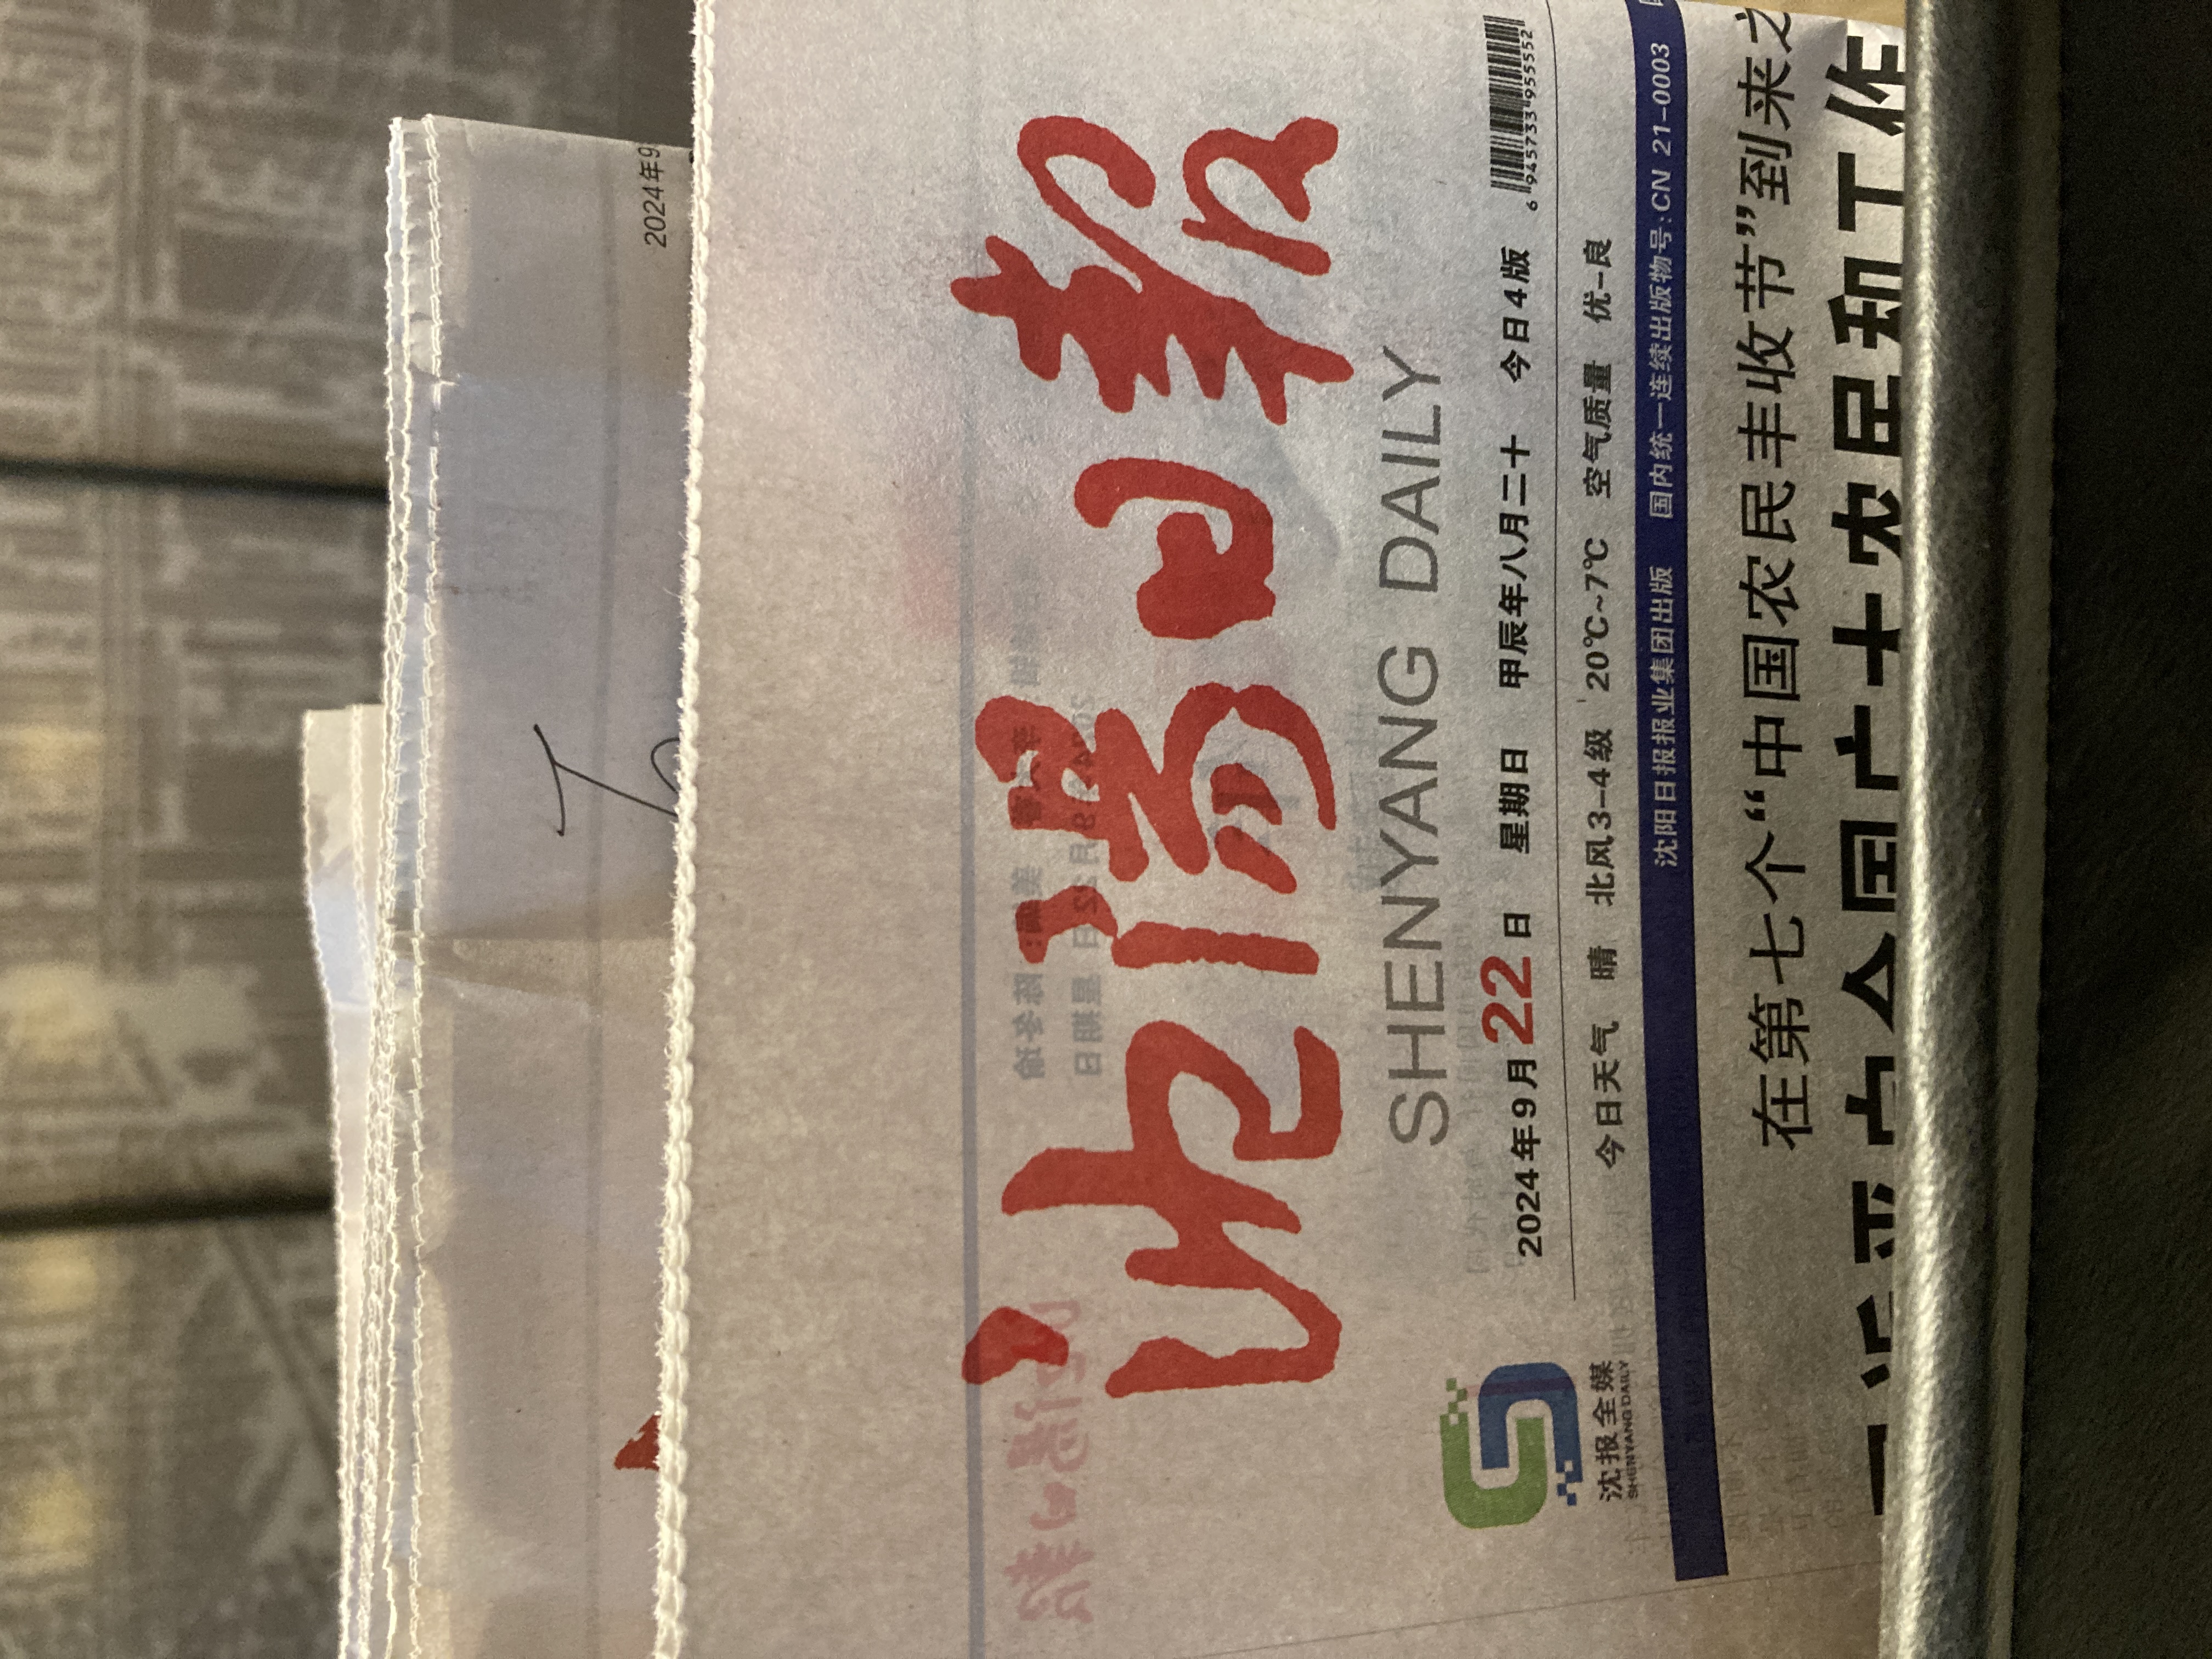 2024年9
沈陽日報
SHENYANG DAILY
2024年9月22日 星期日 甲辰年八月二十 今日4版
6 945733 955552
今日天气 晴 北风3-4级 20℃~7℃ 空气质量 优-良
沈报全媒
SHENYANG DAILY
沈阳日报报业集团出版 国内统一连续出版物号:CN 21-0003
在第七个“中国农民丰收节”到来之
习近平向全国广大农民和工作